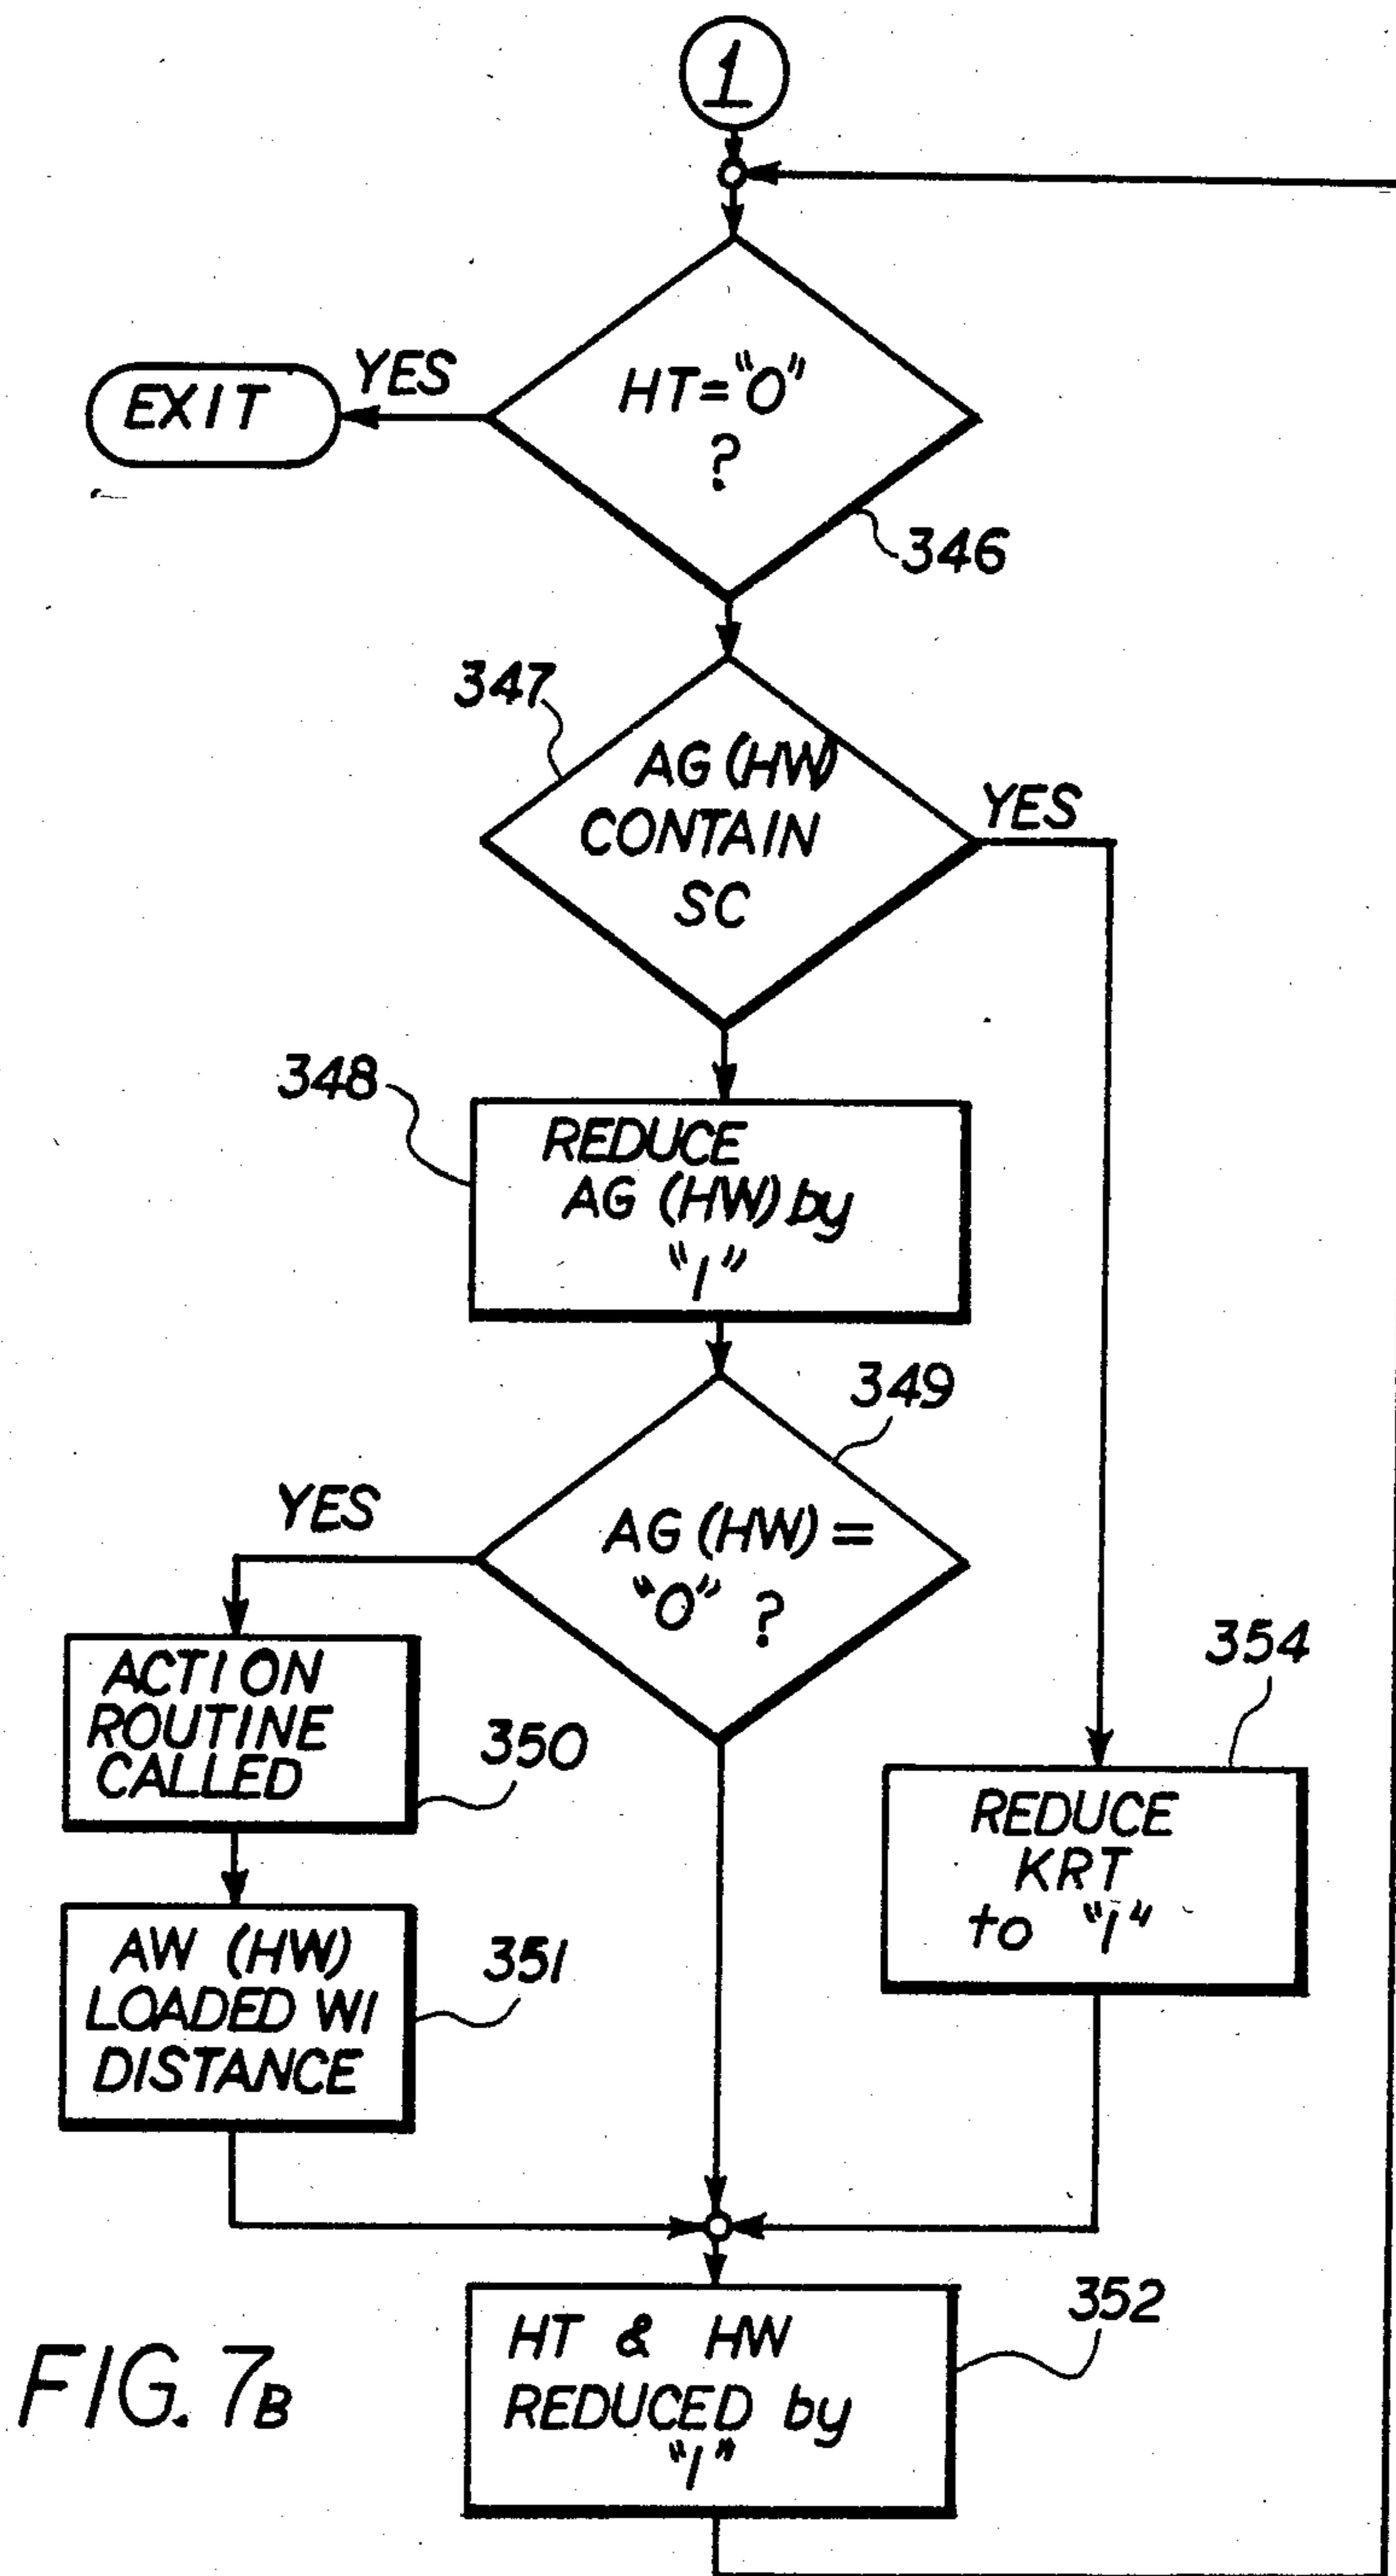 1
HT="0"
?
YES
EXIT
346
347
AG (HW)
CONTAIN
SC
YES
348
REDUCE
AG (HW) by
"1"
349
AG (HW) =
"0" ?
YES
ACTION
ROUTINE
CALLED
350
354
REDUCE
KRT
to "1"
AW (HW)
LOADED WI
DISTANCE
351
352
HT & HW
REDUCED by
"1"
FIG. 7B